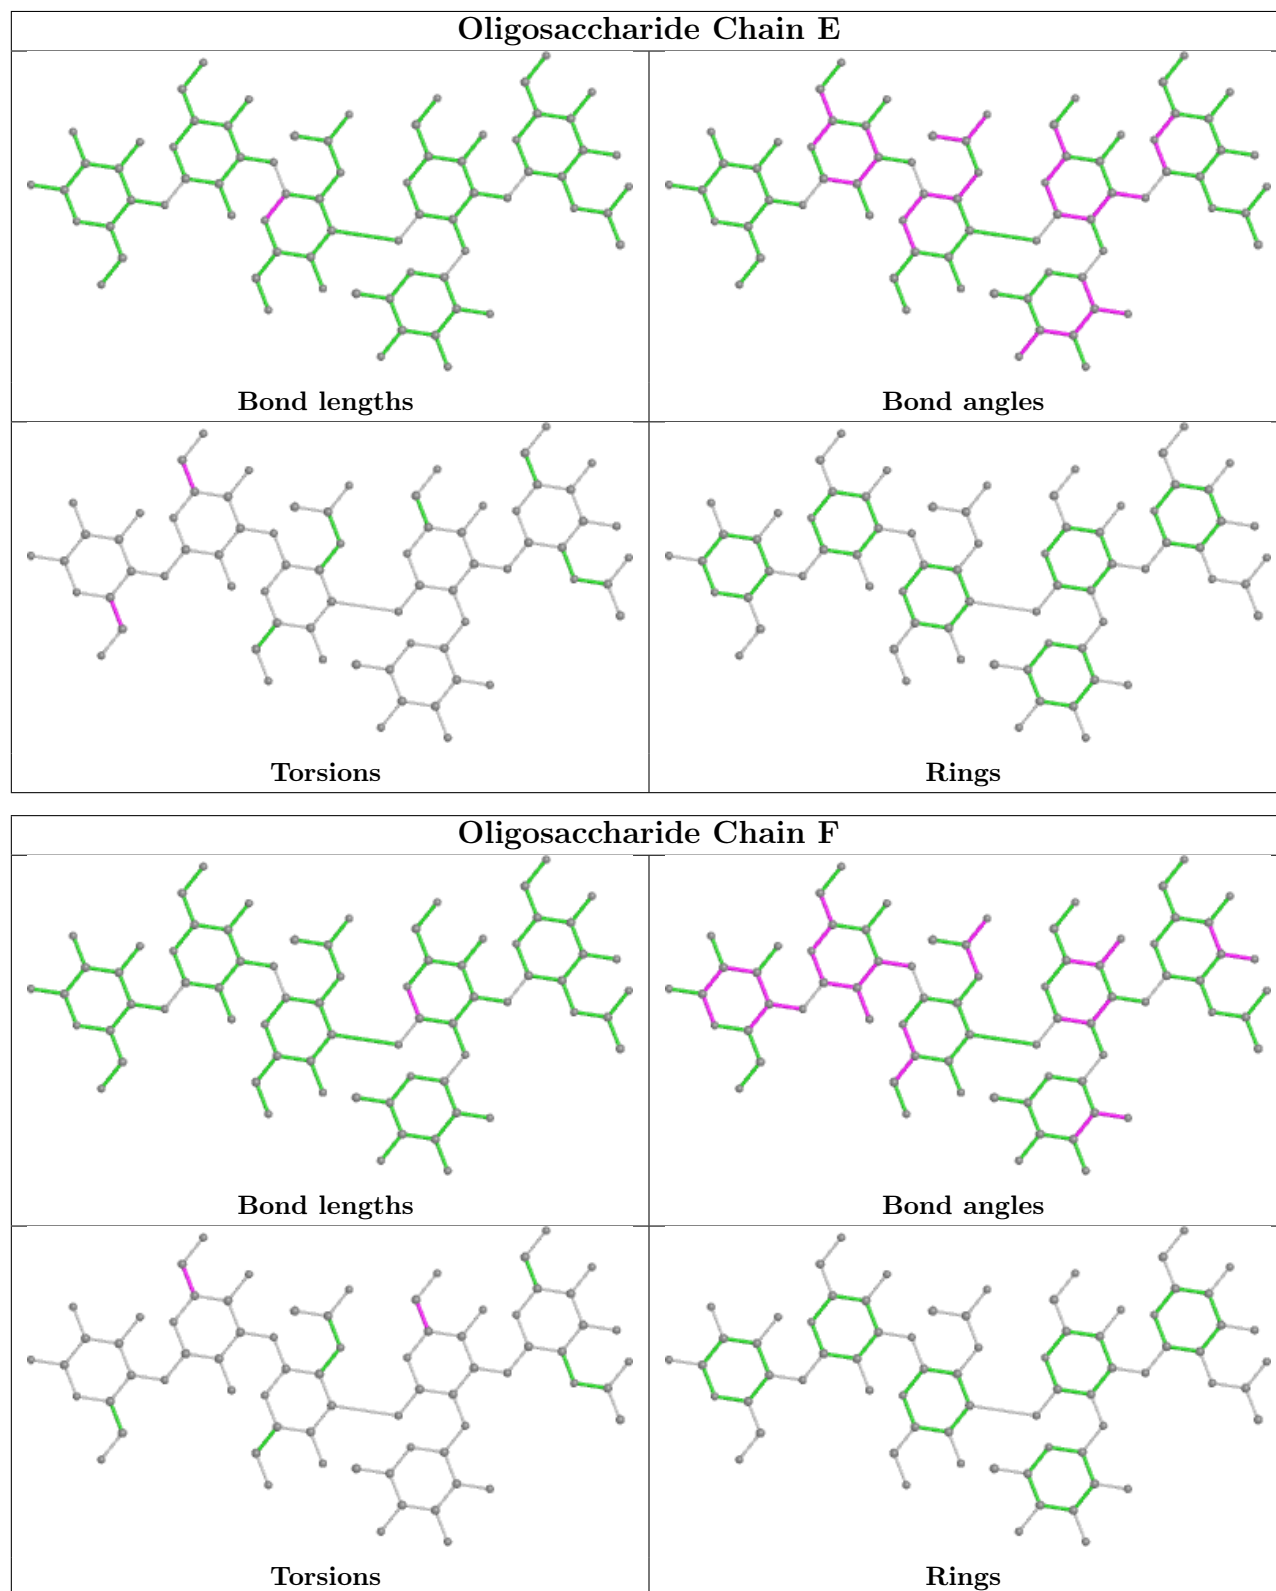 Oligosaccharide Chain E
Bond lengths
Bond angles
Torsions
Rings
Oligosaccharide Chain F
Bond lengths
Bond angles
Torsions
Rings